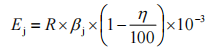 E_j = R × β_j × (1 − η/100) × 10⁻³